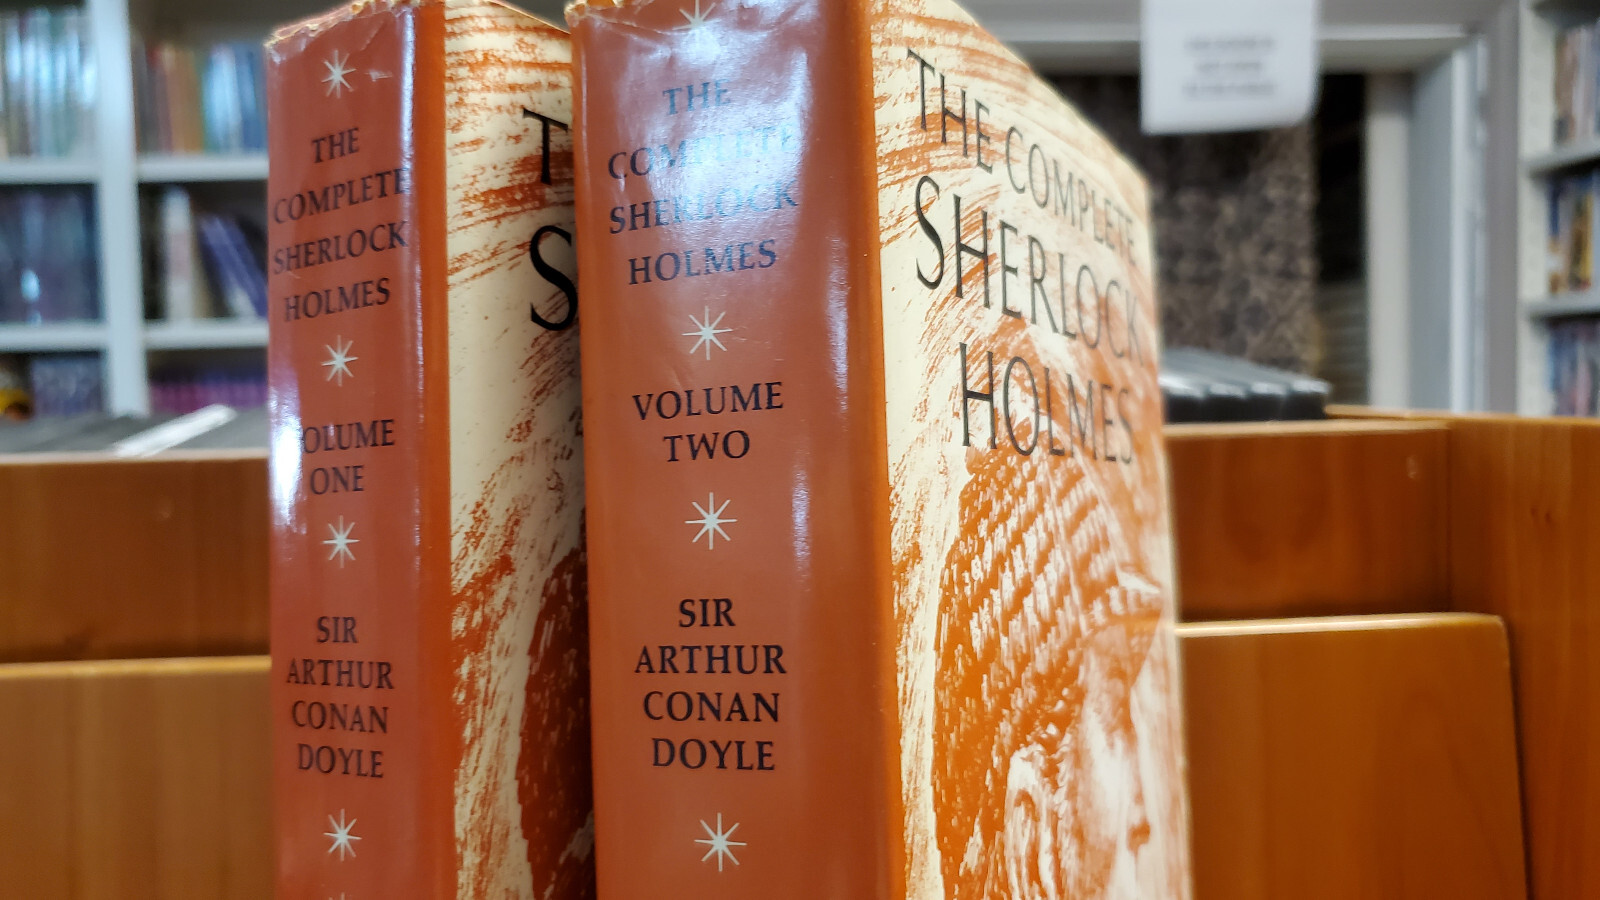 THE
COMPLETE
SHERLOCK
HOLMES
VOLUME
ONE
SIR
ARTHUR
CONAN
DOYLE
T
S
THE
COMPLETE
SHERLOCK
HOLMES
VOLUME
TWO
SIR
ARTHUR
CONAN
DOYLE
THE COMPLETE
SHERLOCK
HOLMES